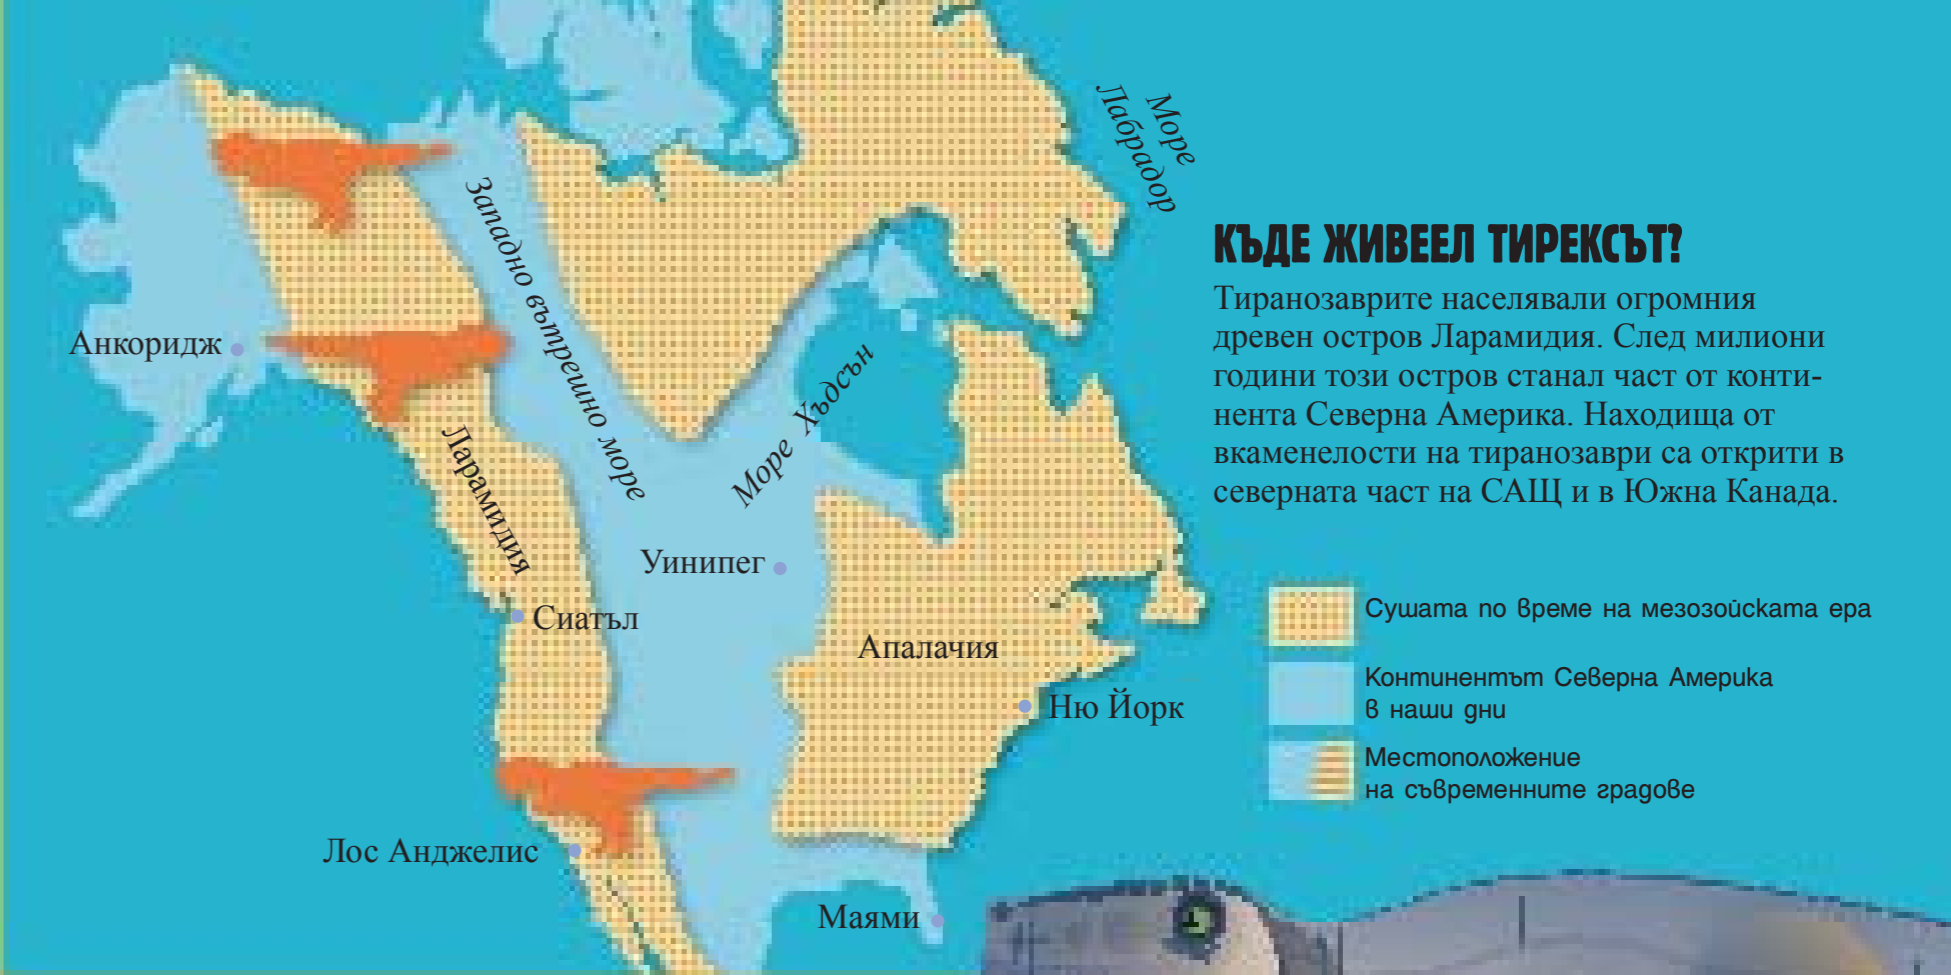 Море
Лабрадор
Западно вътрешно море
Анкоридж
Море Хъдсън
Ларамидия
Уинипег
Сиатъл
Апалачия
Ню Йорк
Лос Анджелис
Маями
КЪДЕ ЖИВЕЕЛ ТИРЕКСЪТ?
Тиранозаврите населявали огромния
древен остров Ларамидия. След милиони
години този остров станал част от конти-
нента Северна Америка. Находища от
вкаменелости на тиранозаври са открити в
северната част на САЩ и в Южна Канада.
Сушата по време на мезозойската ера
Континентът Северна Америка
в наши дни
Местоположение
на съвременните градове